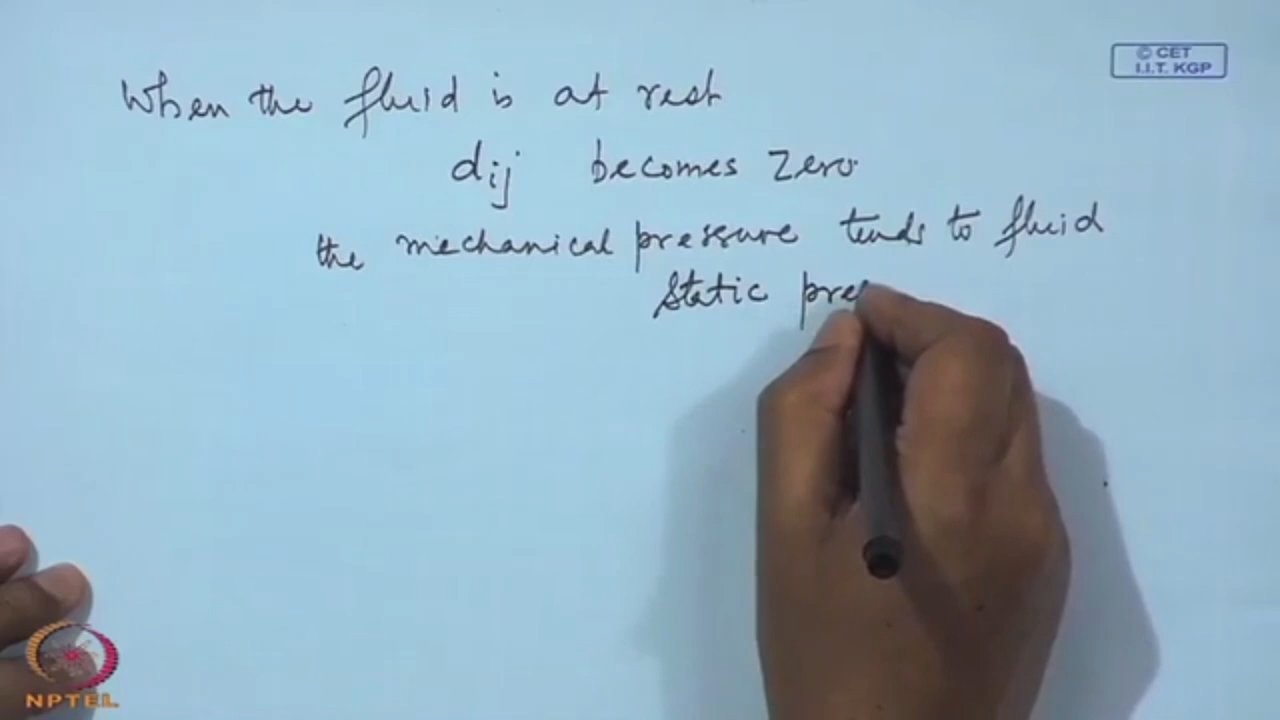 © CET
I.I.T. KGP
When the fluid is at rest
dij becomes zero
the mechanical pressure tends to fluid
static pre
NPTEL